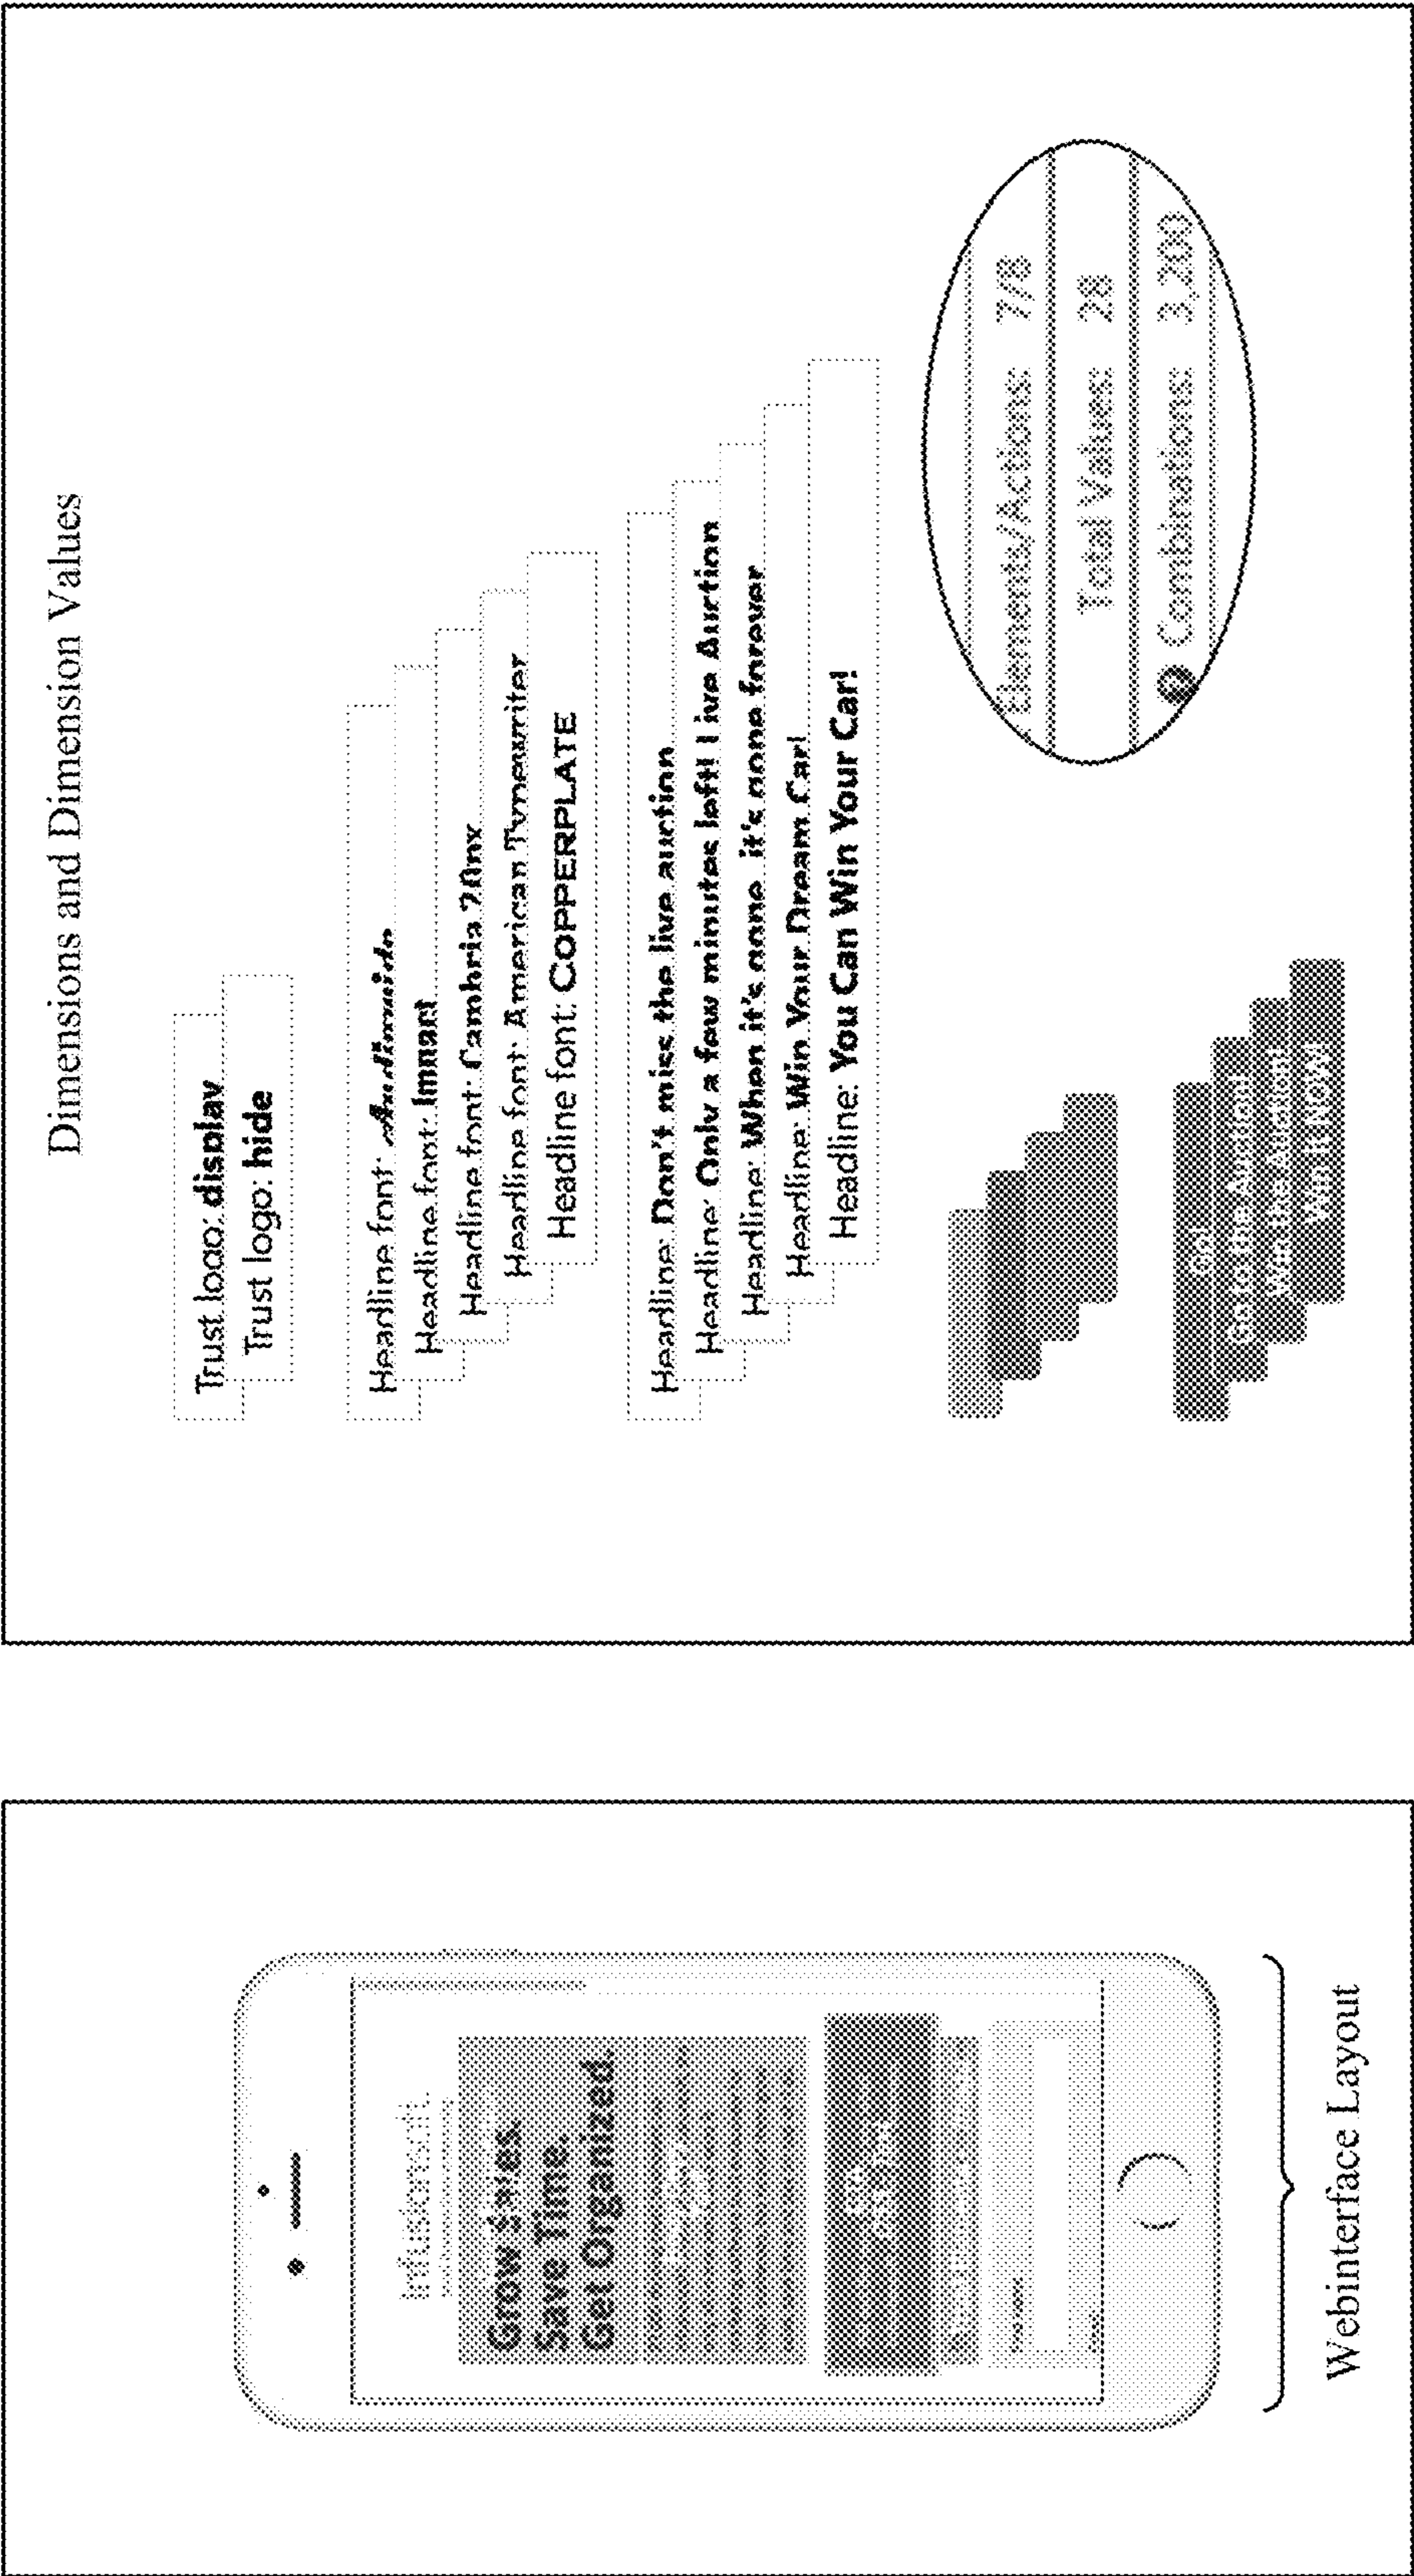 Webinterface Layout
infusionsoft.
Grow Sales.
Save Time.
Get Organized.
Dimensions and Dimension Values
Trust logo: display
Trust logo: hide
Headline font:
Headline font: Impact
Headline font: Cambria 20px
Headline font: American Typewriter
Headline font: COPPERPLATE
Headline: Don't miss the live auction
Headline: Only a few minutes left! Live Auction
Headline: When it's gone, it's gone forever
Headline: Win Your Dream Car!
Headline: You Can Win Your Car!
Go!
Go to the Auction!
Win the Auction!
Win It NOW!
Elements/Actions: 7/8
Total Values: 28
Combinations: 3,200